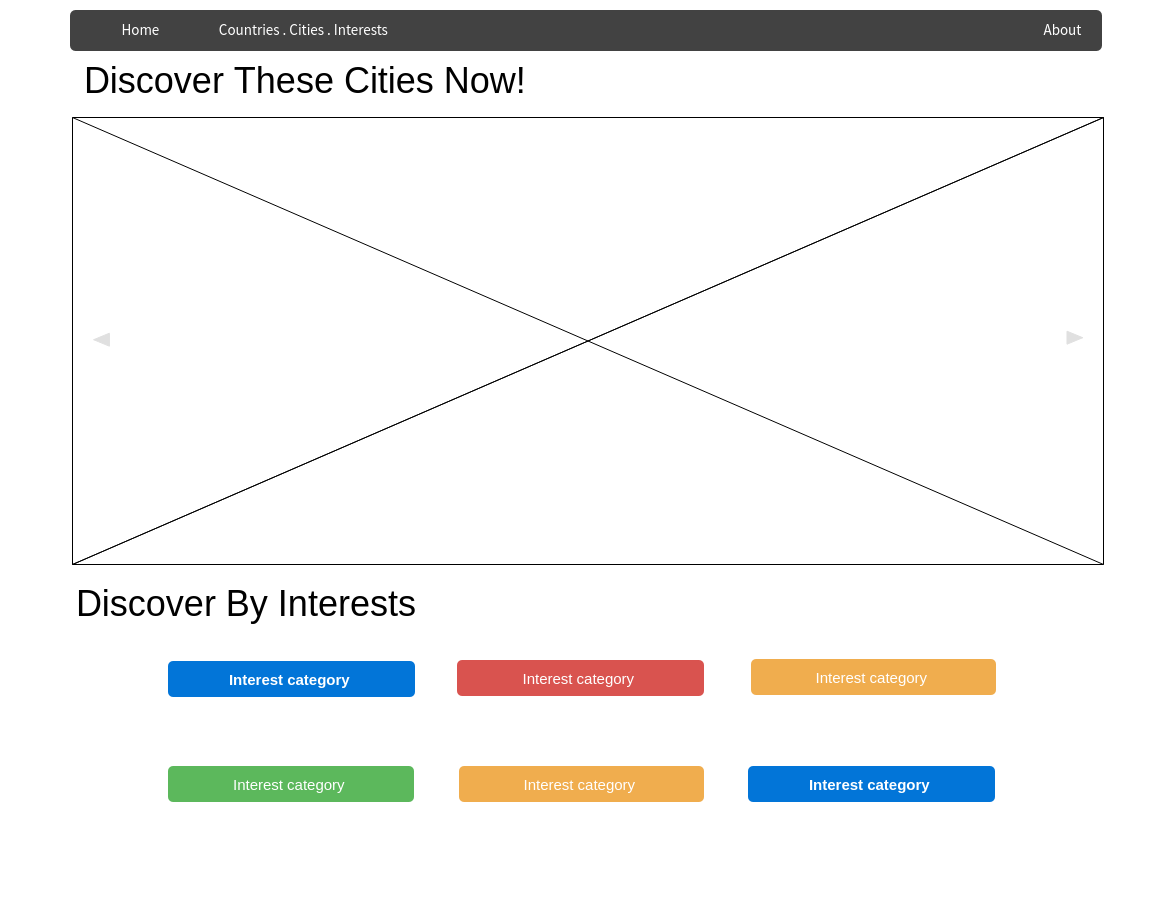 Home Countries . Cities . Interests About
Discover These Cities Now!
Discover By Interests
Interest category Interest category Interest category
Interest category Interest category Interest category